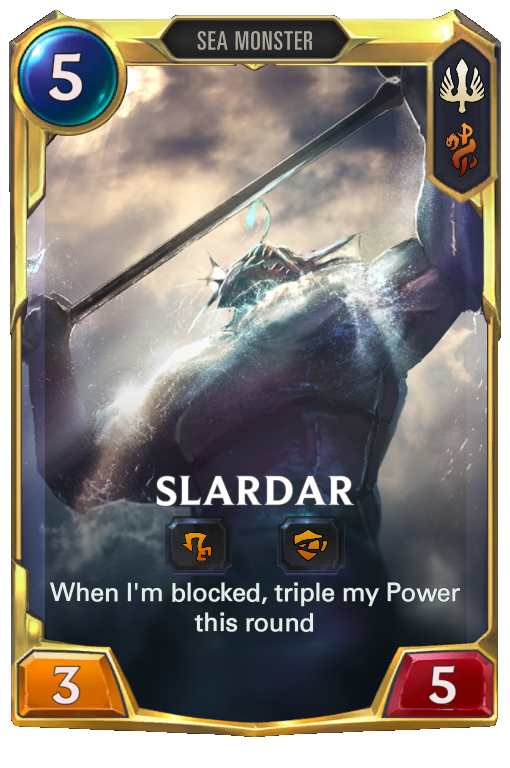 SEA MONSTER
5
SLARDAR
When I'm blocked, triple my Power
this round
3
5